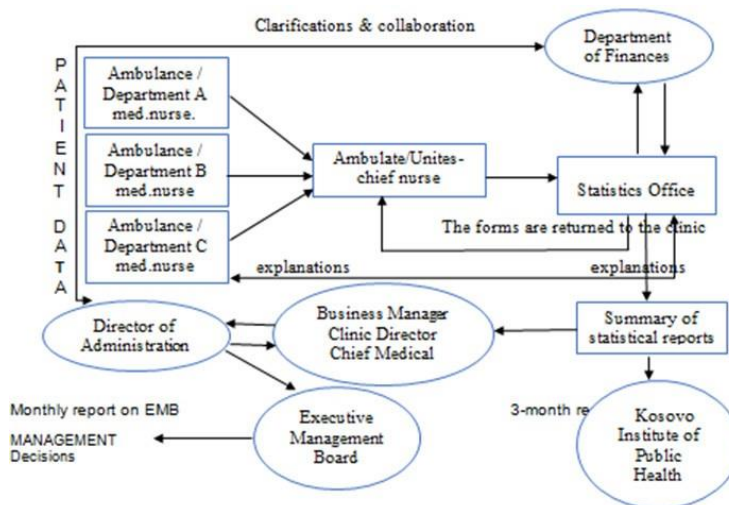 Clarifications & collaboration
Department
of Finances
PATIENT DATA
Ambulance /
Department A
med.nurse.
Ambulance /
Department B
med.nurse
Ambulance /
Department C
med.nurse
Ambulate/Unites-
chief nurse
Statistics Office
The forms are returned to the clinic
explanations
explanations
Director of
Administration
Business Manager
Clinic Director
Chief Medical
Summary of
statistical reports
Monthly report on EMB
MANAGEMENT
Decisions
Executive
Management
Board
3-month re
Kosovo
Institute of
Public
Health